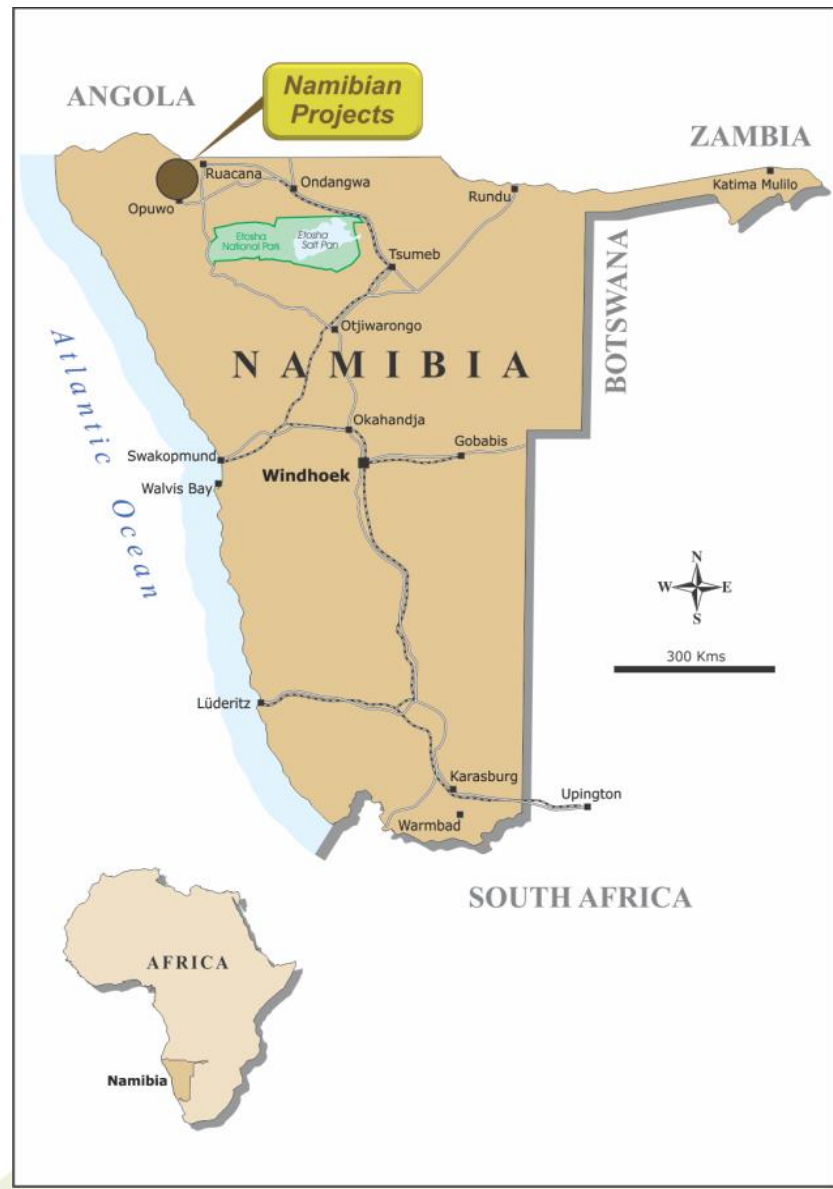 ANGOLA
Namibian
Projects
ZAMBIA
Ruacana
Ondangwa
Rundu
Katima Mulilo
Opuwo
Etosha
National Park
Etosha
Salt Pan
Tsumeb
BOTSWANA
Otjiwarongo
NAMIBIA
Atlantic Ocean
Okahandja
Gobabis
Swakopmund
Windhoek
Walvis Bay
N
W E
S
300 Kms
Lüderitz
Karasburg
Upington
Warmbad
SOUTH AFRICA
AFRICA
Namibia